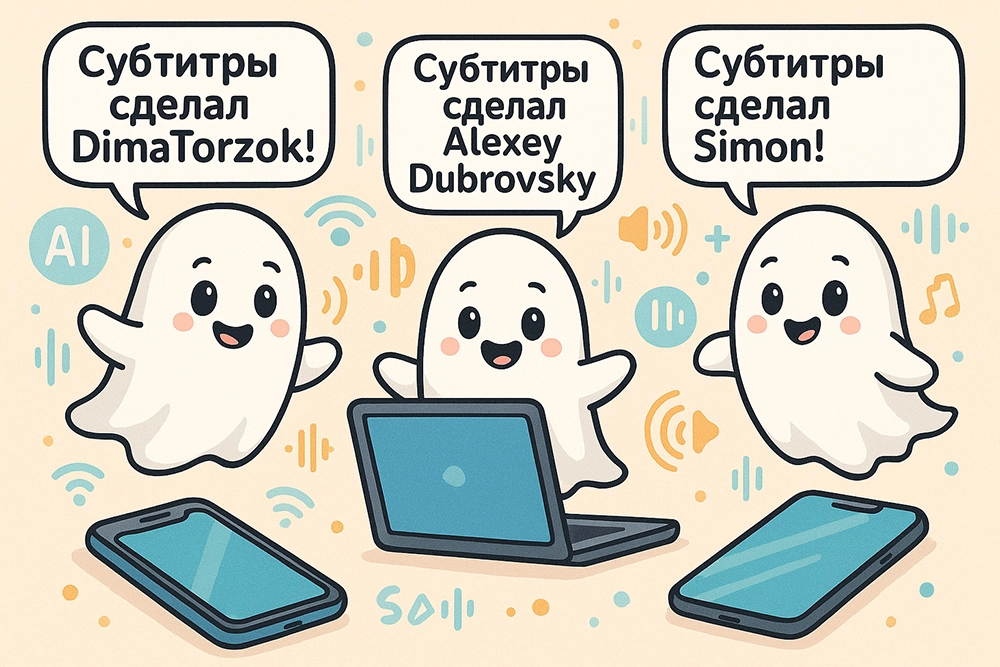 Субтитры
сделал
DimaTorzok!
Субтитры
сделал
Alexey
Dubrovsky
Субтитры
сделал
Simon!
AI